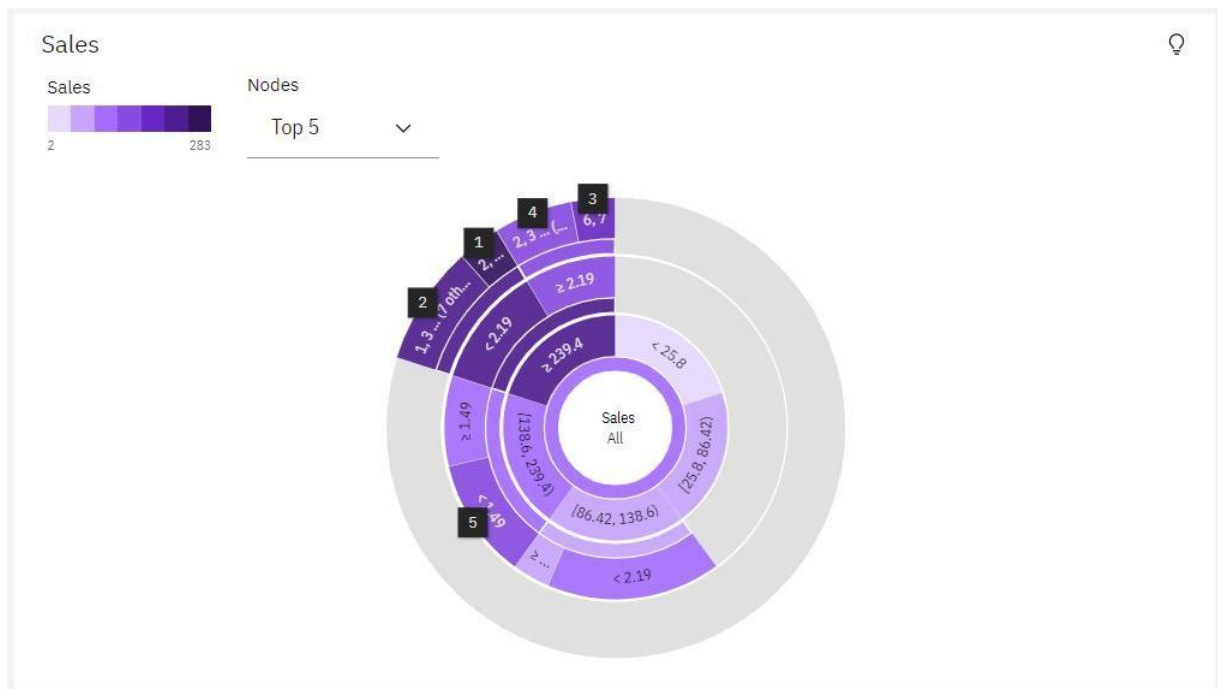 Sales
Sales
Nodes
Top 5
2
283
3
4
6, 7
2, 3 ... (...
1
2, ...
2
1, 3 ... (7 oth...
≥ 2.19
< 2.19
≥ 239.4
< 25.8
Sales
All
≥ 1.49
[138.6, 239.4)
[25.8, 86.42)
[86.42, 138.6)
5
< 1.49
≥ ...
< 2.19